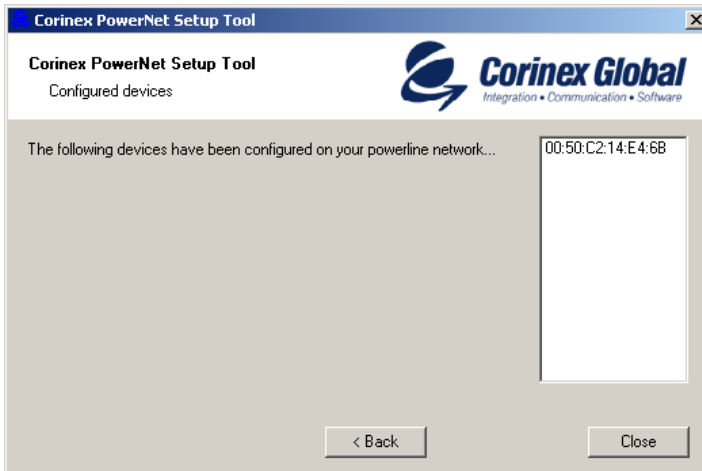 Corinex PowerNet Setup Tool
Corinex PowerNet Setup Tool
Configured devices
Corinex Global
Integration • Communication • Software
The following devices have been configured on your powerline network...
00:50:C2:14:E4:6B
< Back
Close